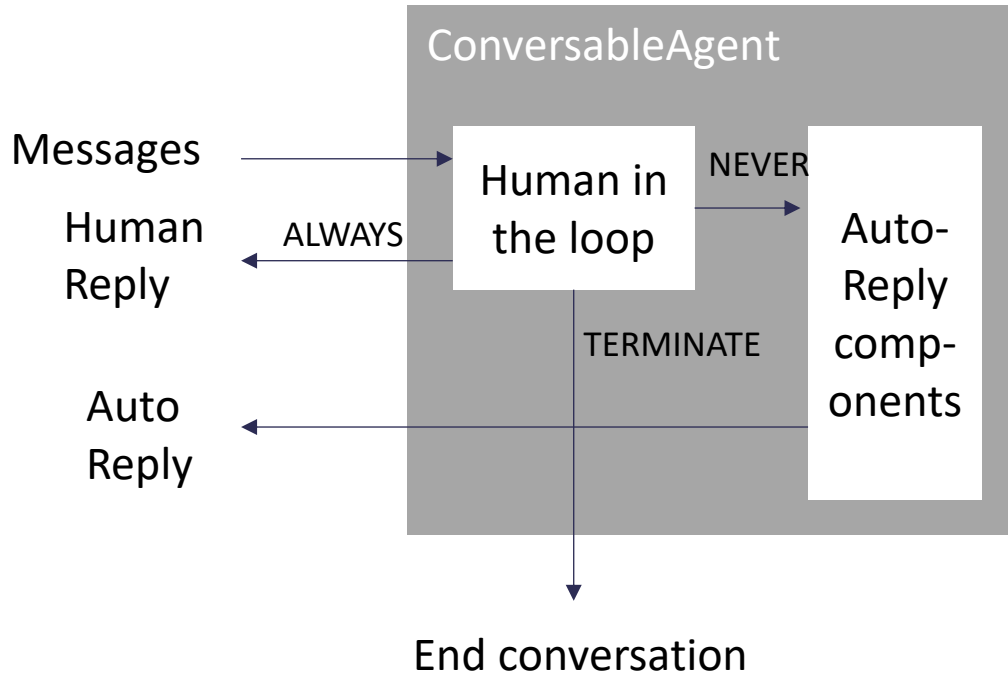 ConversableAgent
Messages
Human in
the loop
NEVER
Human
Reply
ALWAYS
Auto-
Reply
comp-
onents
TERMINATE
Auto
Reply
End conversation